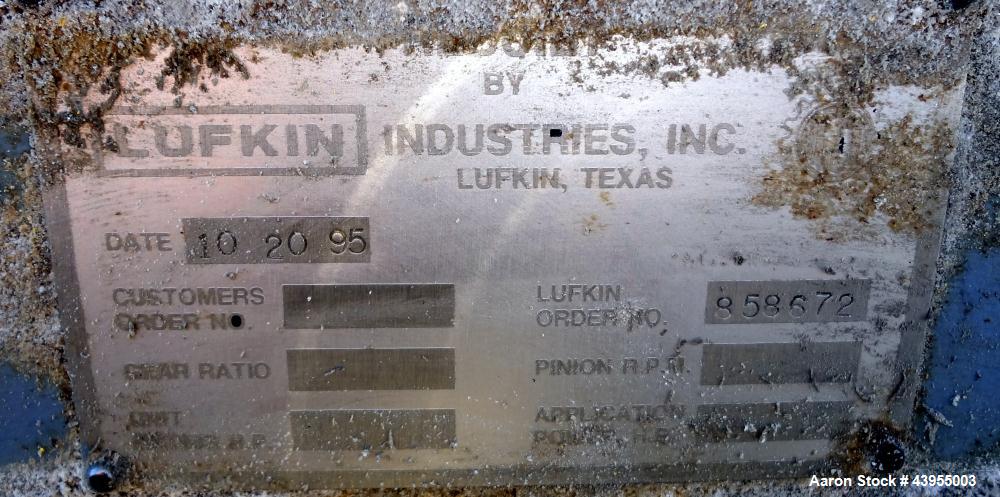 BY
LUFKIN INDUSTRIES, INC.
LUFKIN, TEXAS
DATE 10 20 95
CUSTOMERS ORDER NO.
LUFKIN ORDER NO. 858672
GEAR RATIO
PINION R.P.M.
UNIT
APPLICATION
Aaron Stock # 43955003